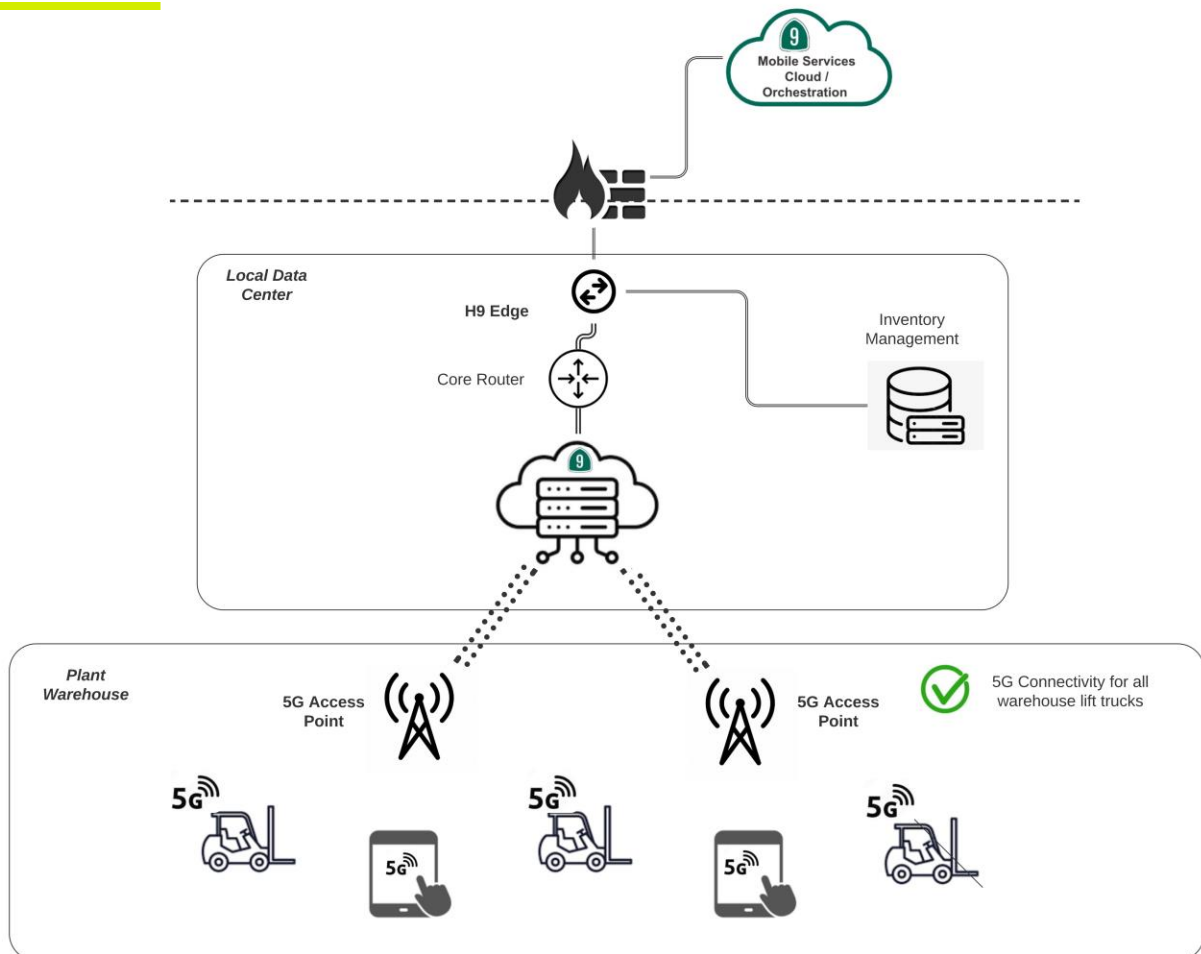 9
Mobile Services
Cloud /
Orchestration
Local Data
Center
H9 Edge
Inventory
Management
Core Router
9
Plant
Warehouse
5G Access
Point
5G Access
Point
5G Connectivity for all
warehouse lift trucks
5G
5G
5G
5G
5G